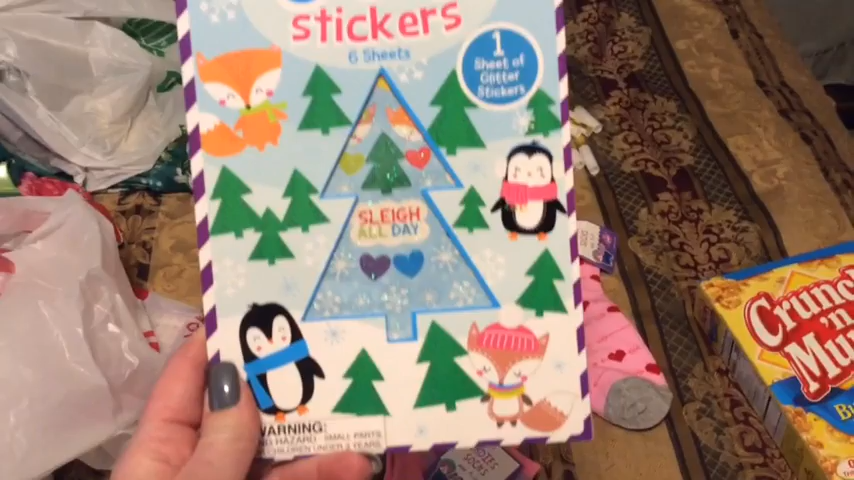 stickers
6 Sheets
1
Sheet of
Glitter
Stickers
SLEIGH
ALL DAY
WARNING:
HAZARD - SMALL PARTS
CHILDREN UNDER 3 YEARS
Crunch
'n
SOCKS